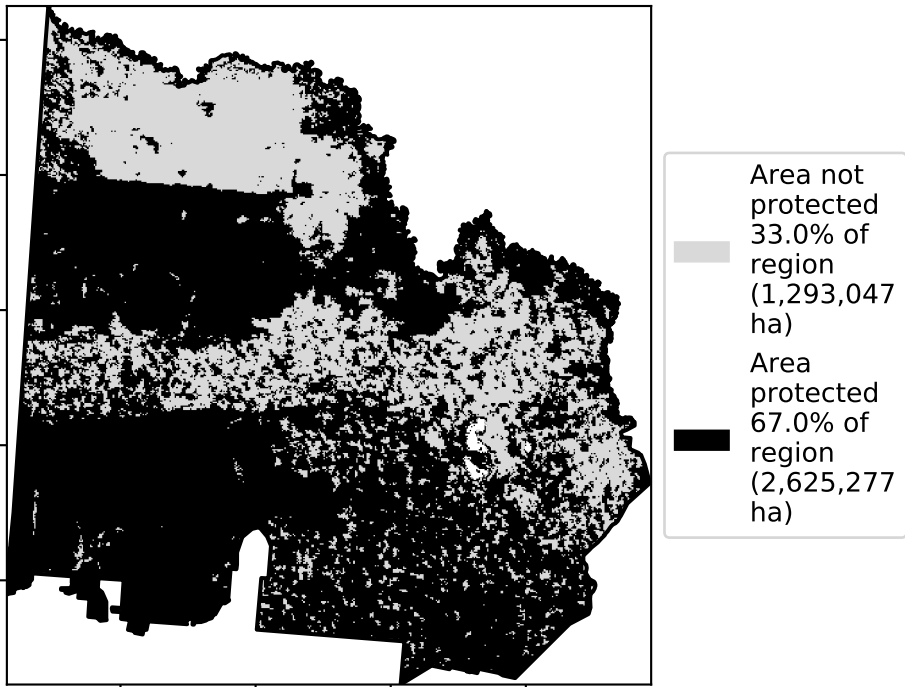 Area not
protected
33.0% of
region
(1,293,047
ha)
Area
protected
67.0% of
region
(2,625,277
ha)